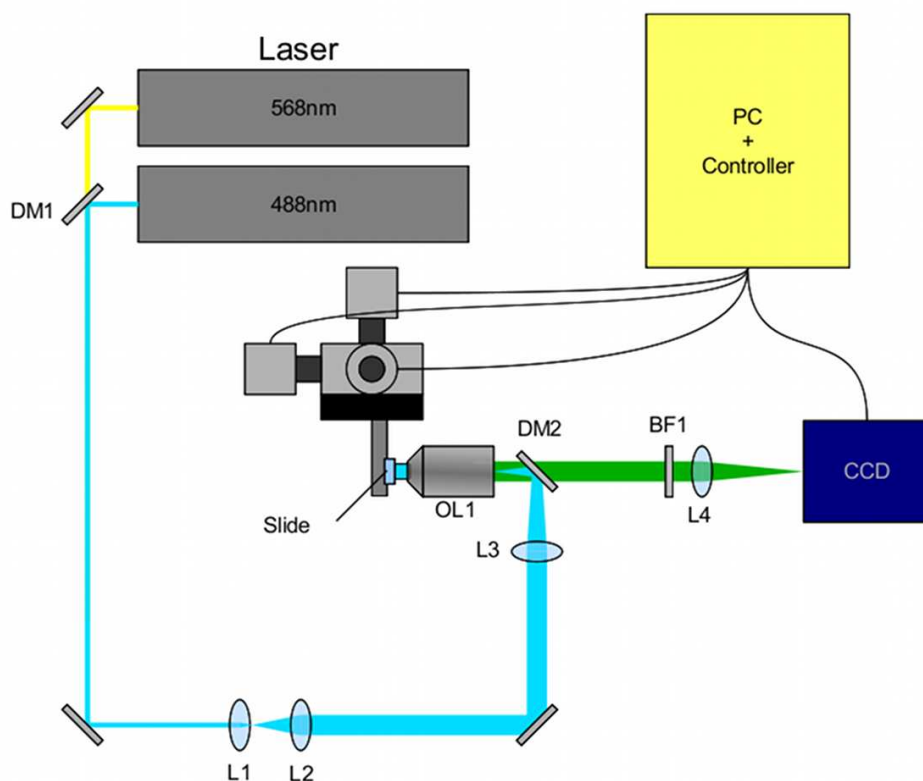 Laser
568nm
488nm
DM1
PC
+
Controller
DM2
BF1
CCD
OL1
L4
Slide
L3
L1
L2